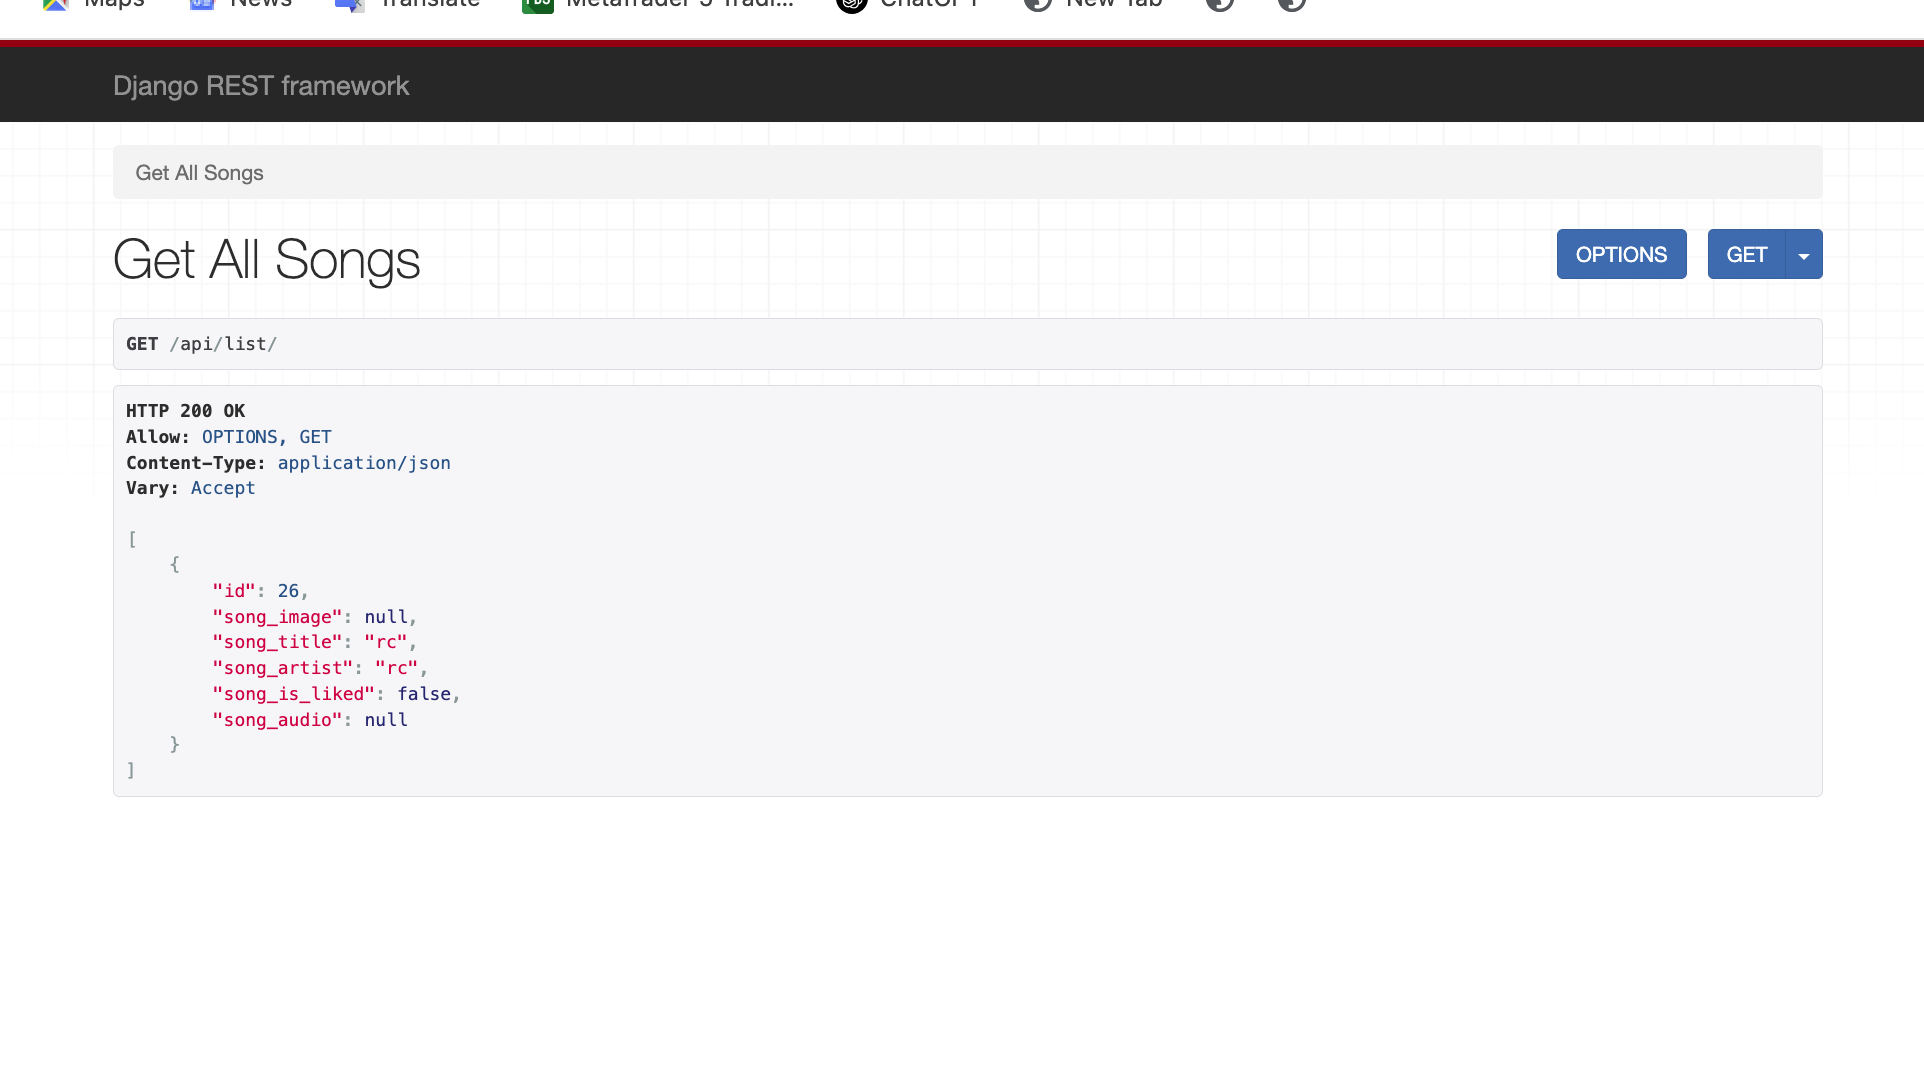 Maps News Translate MetaTrader 5 Tradi... ChatGPT New Tab
Django REST framework
Get All Songs
Get All Songs
OPTIONS GET
GET /api/list/
HTTP 200 OK
Allow: OPTIONS, GET
Content-Type: application/json
Vary: Accept
[
    {
        "id": 26,
        "song_image": null,
        "song_title": "rc",
        "song_artist": "rc",
        "song_is_liked": false,
        "song_audio": null
    }
]